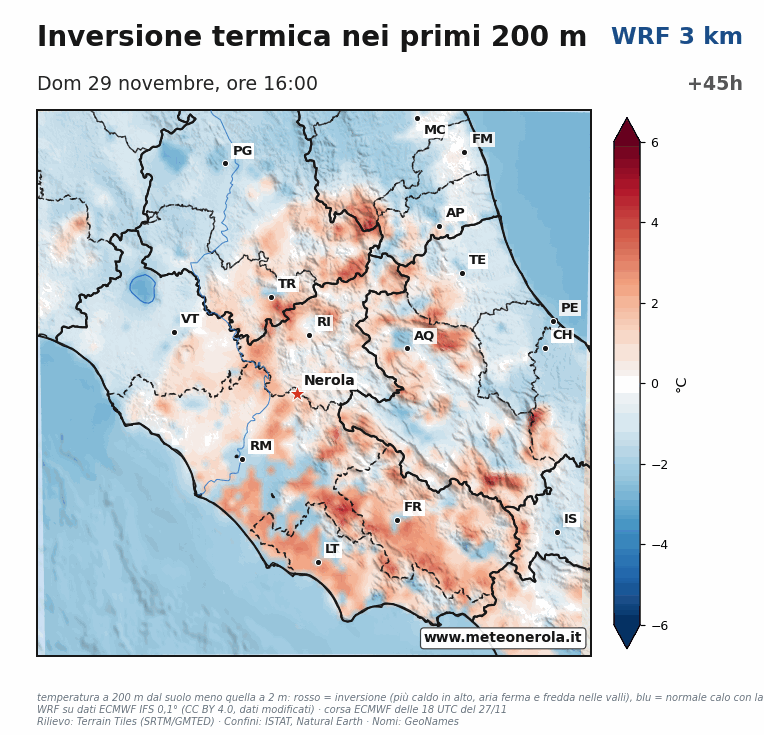 Inversione termica nei primi 200 m WRF 3 km
Dom 29 novembre, ore 16:00 +45h
MC
FM
PG
AP
TE
TR
PE
VT
RI
AQ
CH
Nerola
RM
FR
IS
LT
www.meteonerola.it
6
4
2
0
−2
−4
−6
°C
temperatura a 200 m dal suolo meno quella a 2 m: rosso = inversione (più caldo in alto, aria ferma e fredda nelle valli), blu = normale calo con la
WRF su dati ECMWF IFS 0,1° (CC BY 4.0, dati modificati) · corsa ECMWF delle 18 UTC del 27/11
Rilievo: Terrain Tiles (SRTM/GMTED) · Confini: ISTAT, Natural Earth · Nomi: GeoNames